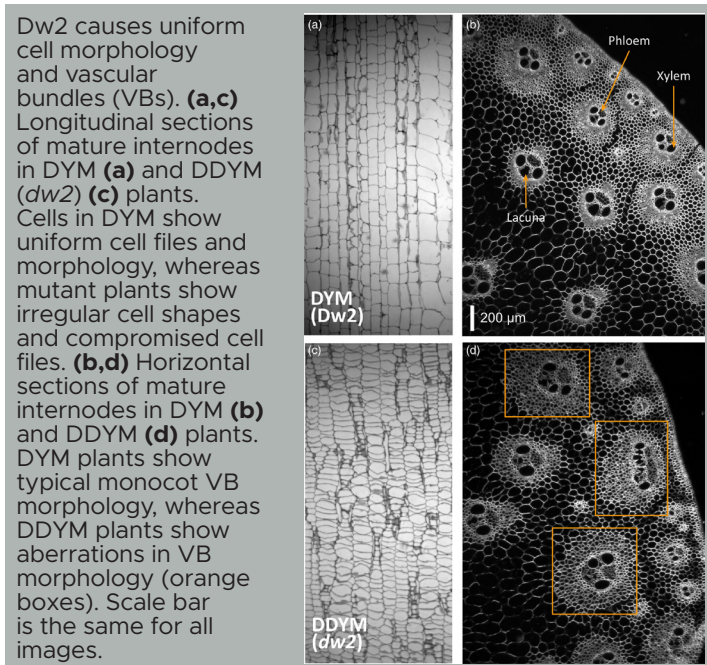 Dw2 causes uniform
cell morphology
and vascular
bundles (VBs). (a,c)
Longitudinal sections
of mature internodes
in DYM (a) and DDYM
(dw2) (c) plants.
Cells in DYM show
uniform cell files and
morphology, whereas
mutant plants show
irregular cell shapes
and compromised cell
files. (b,d) Horizontal
sections of mature
internodes in DYM (b)
and DDYM (d) plants.
DYM plants show
typical monocot VB
morphology, whereas
DDYM plants show
aberrations in VB
morphology (orange
boxes). Scale bar
is the same for all
images.
(a)
DYM
(Dw2)
(b)
Phloem
Xylem
Lacuna
200 μm
(c)
DDYM
(dw2)
(d)